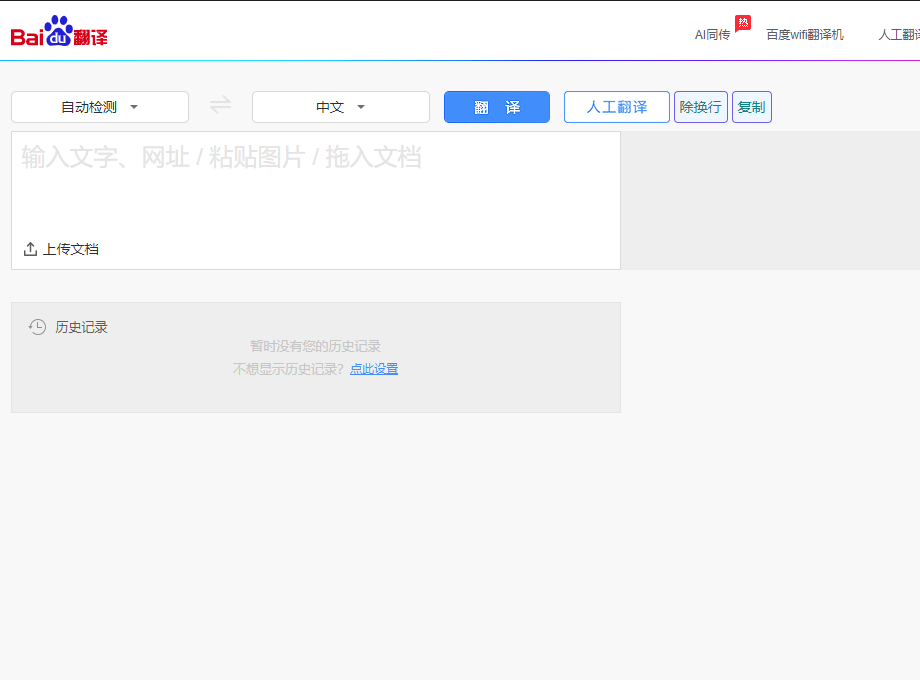 Bai du 翻译
AI同传 热 百度wifi翻译机 人工翻译
自动检测 中文 翻 译 人工翻译 除换行 复制
输入文字、网址 / 粘贴图片 / 拖入文档
上传文档
历史记录
暂时没有您的历史记录
不想显示历史记录? 点此设置